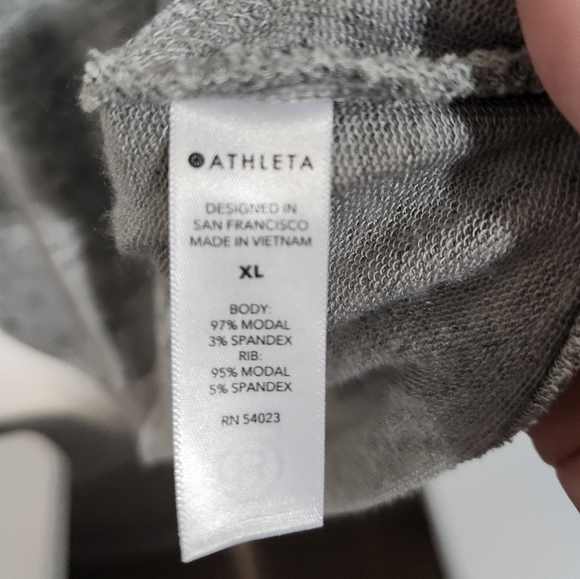 ATHLETA
DESIGNED IN
SAN FRANCISCO
MADE IN VIETNAM
XL
BODY:
97% MODAL
3% SPANDEX
RIB:
95% MODAL
5% SPANDEX
RN 54023